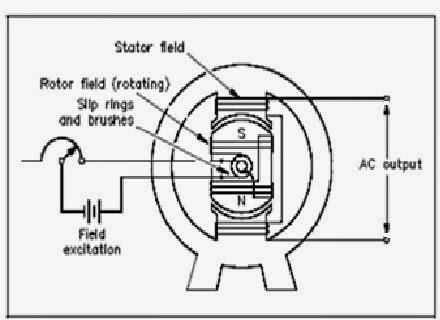 Stator field
Rotor field (rotating)
Slip rings
and brushes
S
N
AC output
Field
excitation